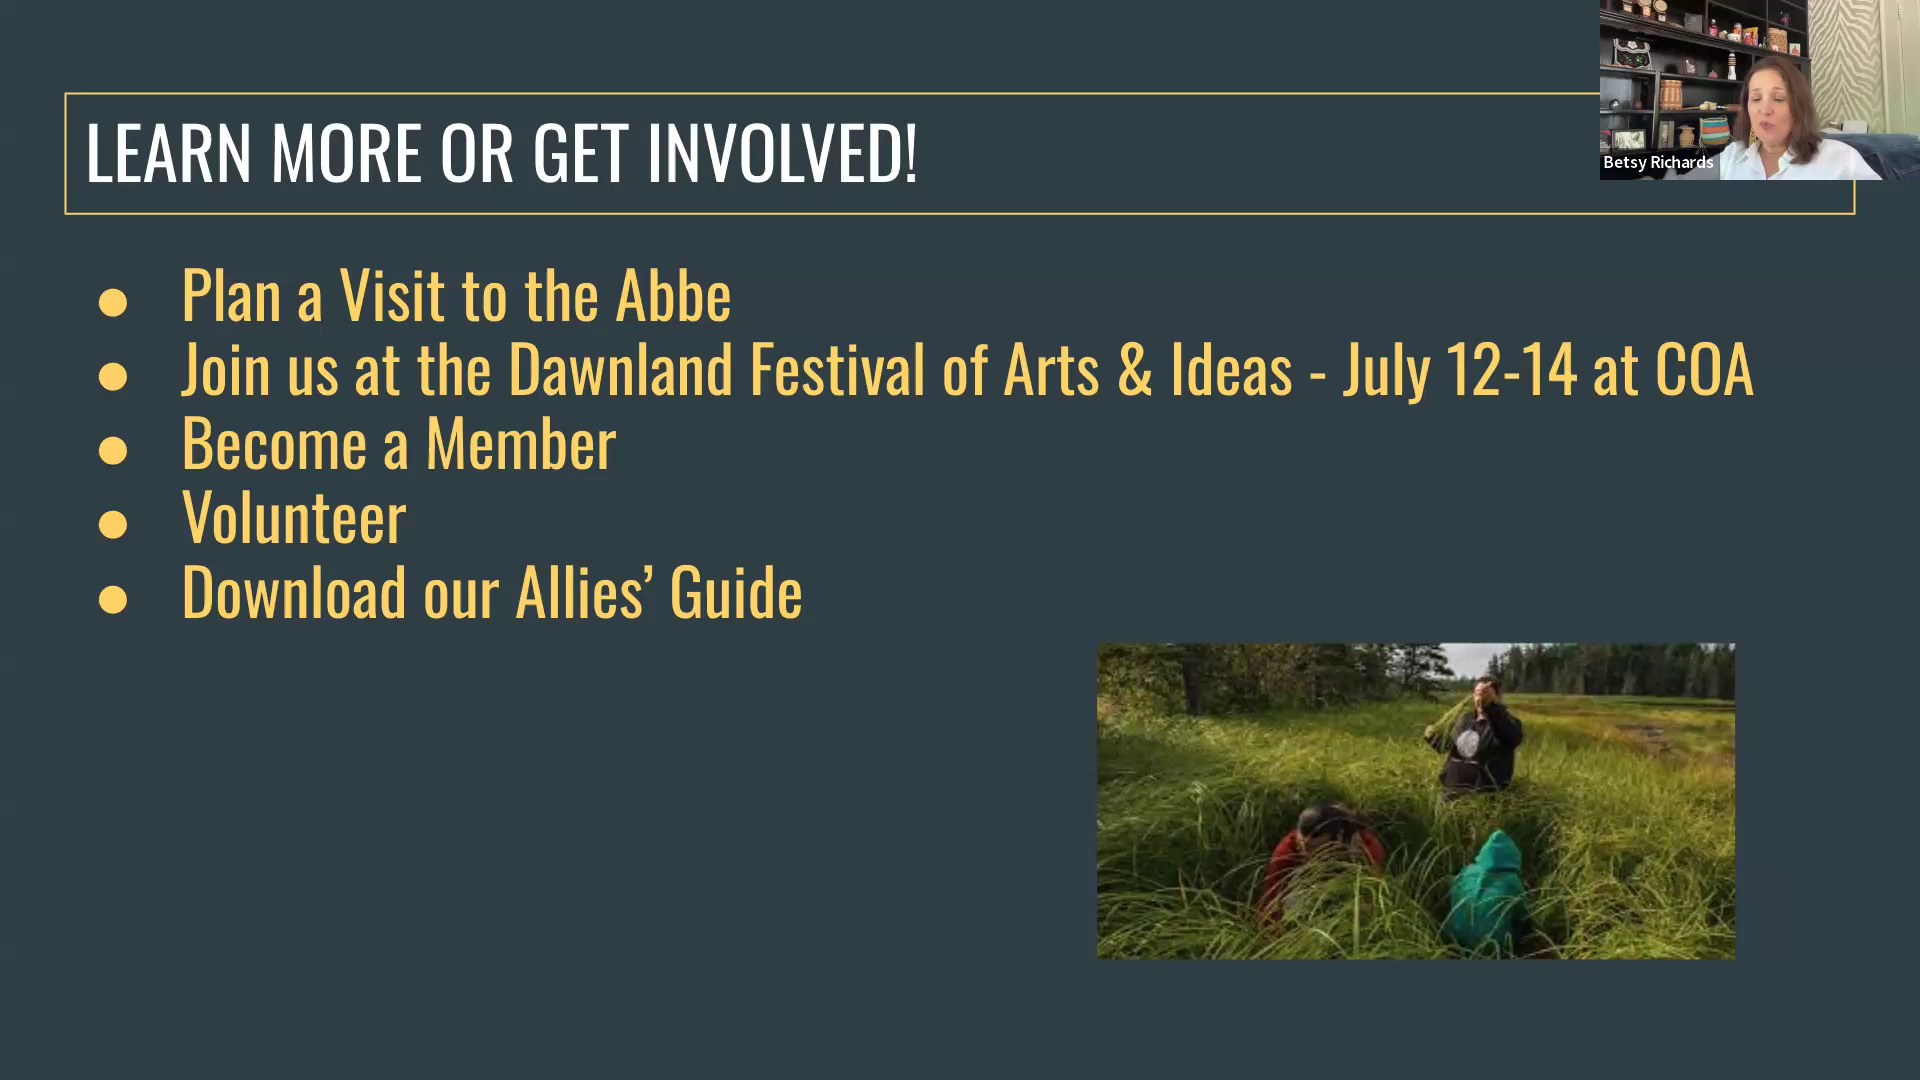 LEARN MORE OR GET INVOLVED!
Betsy Richards
● Plan a Visit to the Abbe
● Join us at the Dawnland Festival of Arts & Ideas - July 12-14 at COA
● Become a Member
● Volunteer
● Download our Allies’ Guide